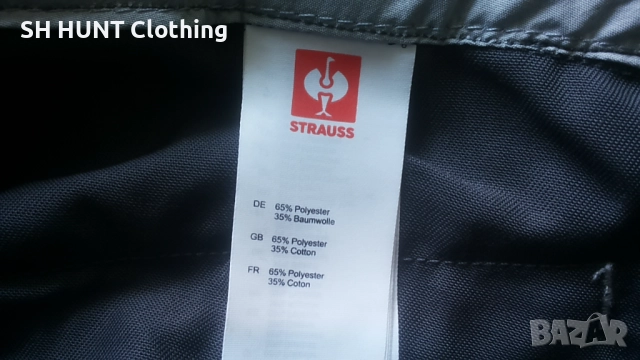 SH HUNT Clothing
STRAUSS
DE 65% Polyester
35% Baumwolle
GB 65% Polyester
35% Cotton
FR 65% Polyester
35% Coton
BAZAR